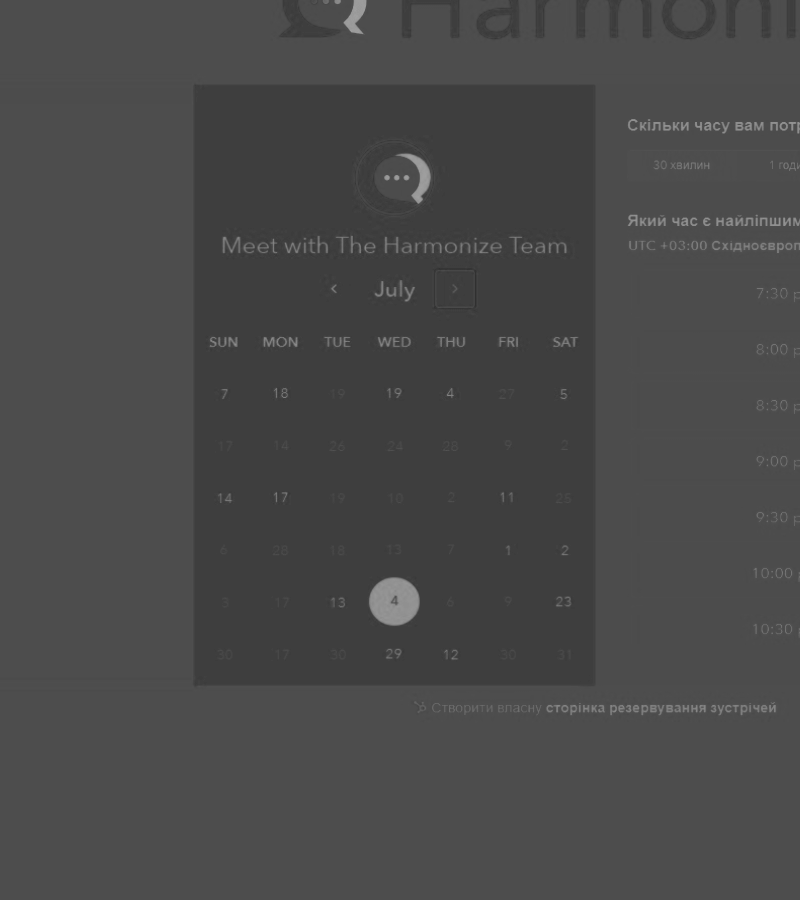 Harmoni
Meet with The Harmonize Team
July
SUN MON TUE WED THU FRI SAT
7 18 19 19 4 27 5
17 14 26 24 28 9 2
14 17 19 10 2 11 25
6 28 18 13 7 1 2
3 17 13 4 6 9 23
30 17 30 29 12 30 31
Скільки часу вам потр
30 хвилин 1 годи
Який час є найліпшим
UTC +03:00 Східноєвроп
7:30 p
8:00 p
8:30 p
9:00 p
9:30 p
10:00 p
10:30 p
Створити власну сторінка резервування зустрічей